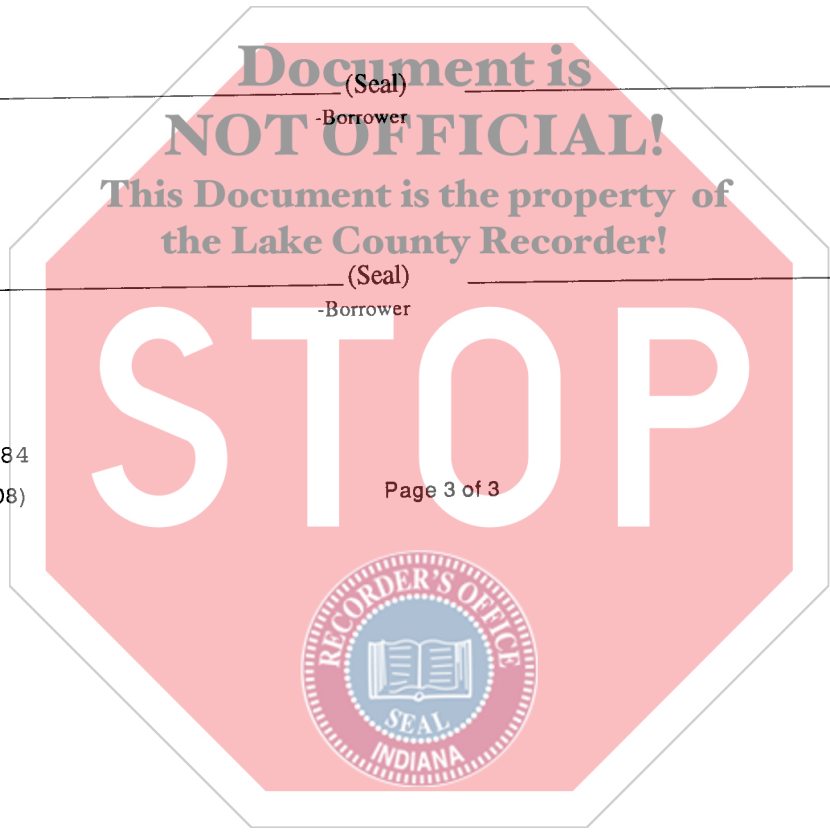 Document is
(Seal)
-Borrower
NOT OFFICIAL!
This Document is the property of
the Lake County Recorder!
(Seal)
-Borrower
STOP
84
08)
Page 3 of 3
RECORDER'S OFFICE
SEAL
INDIANA